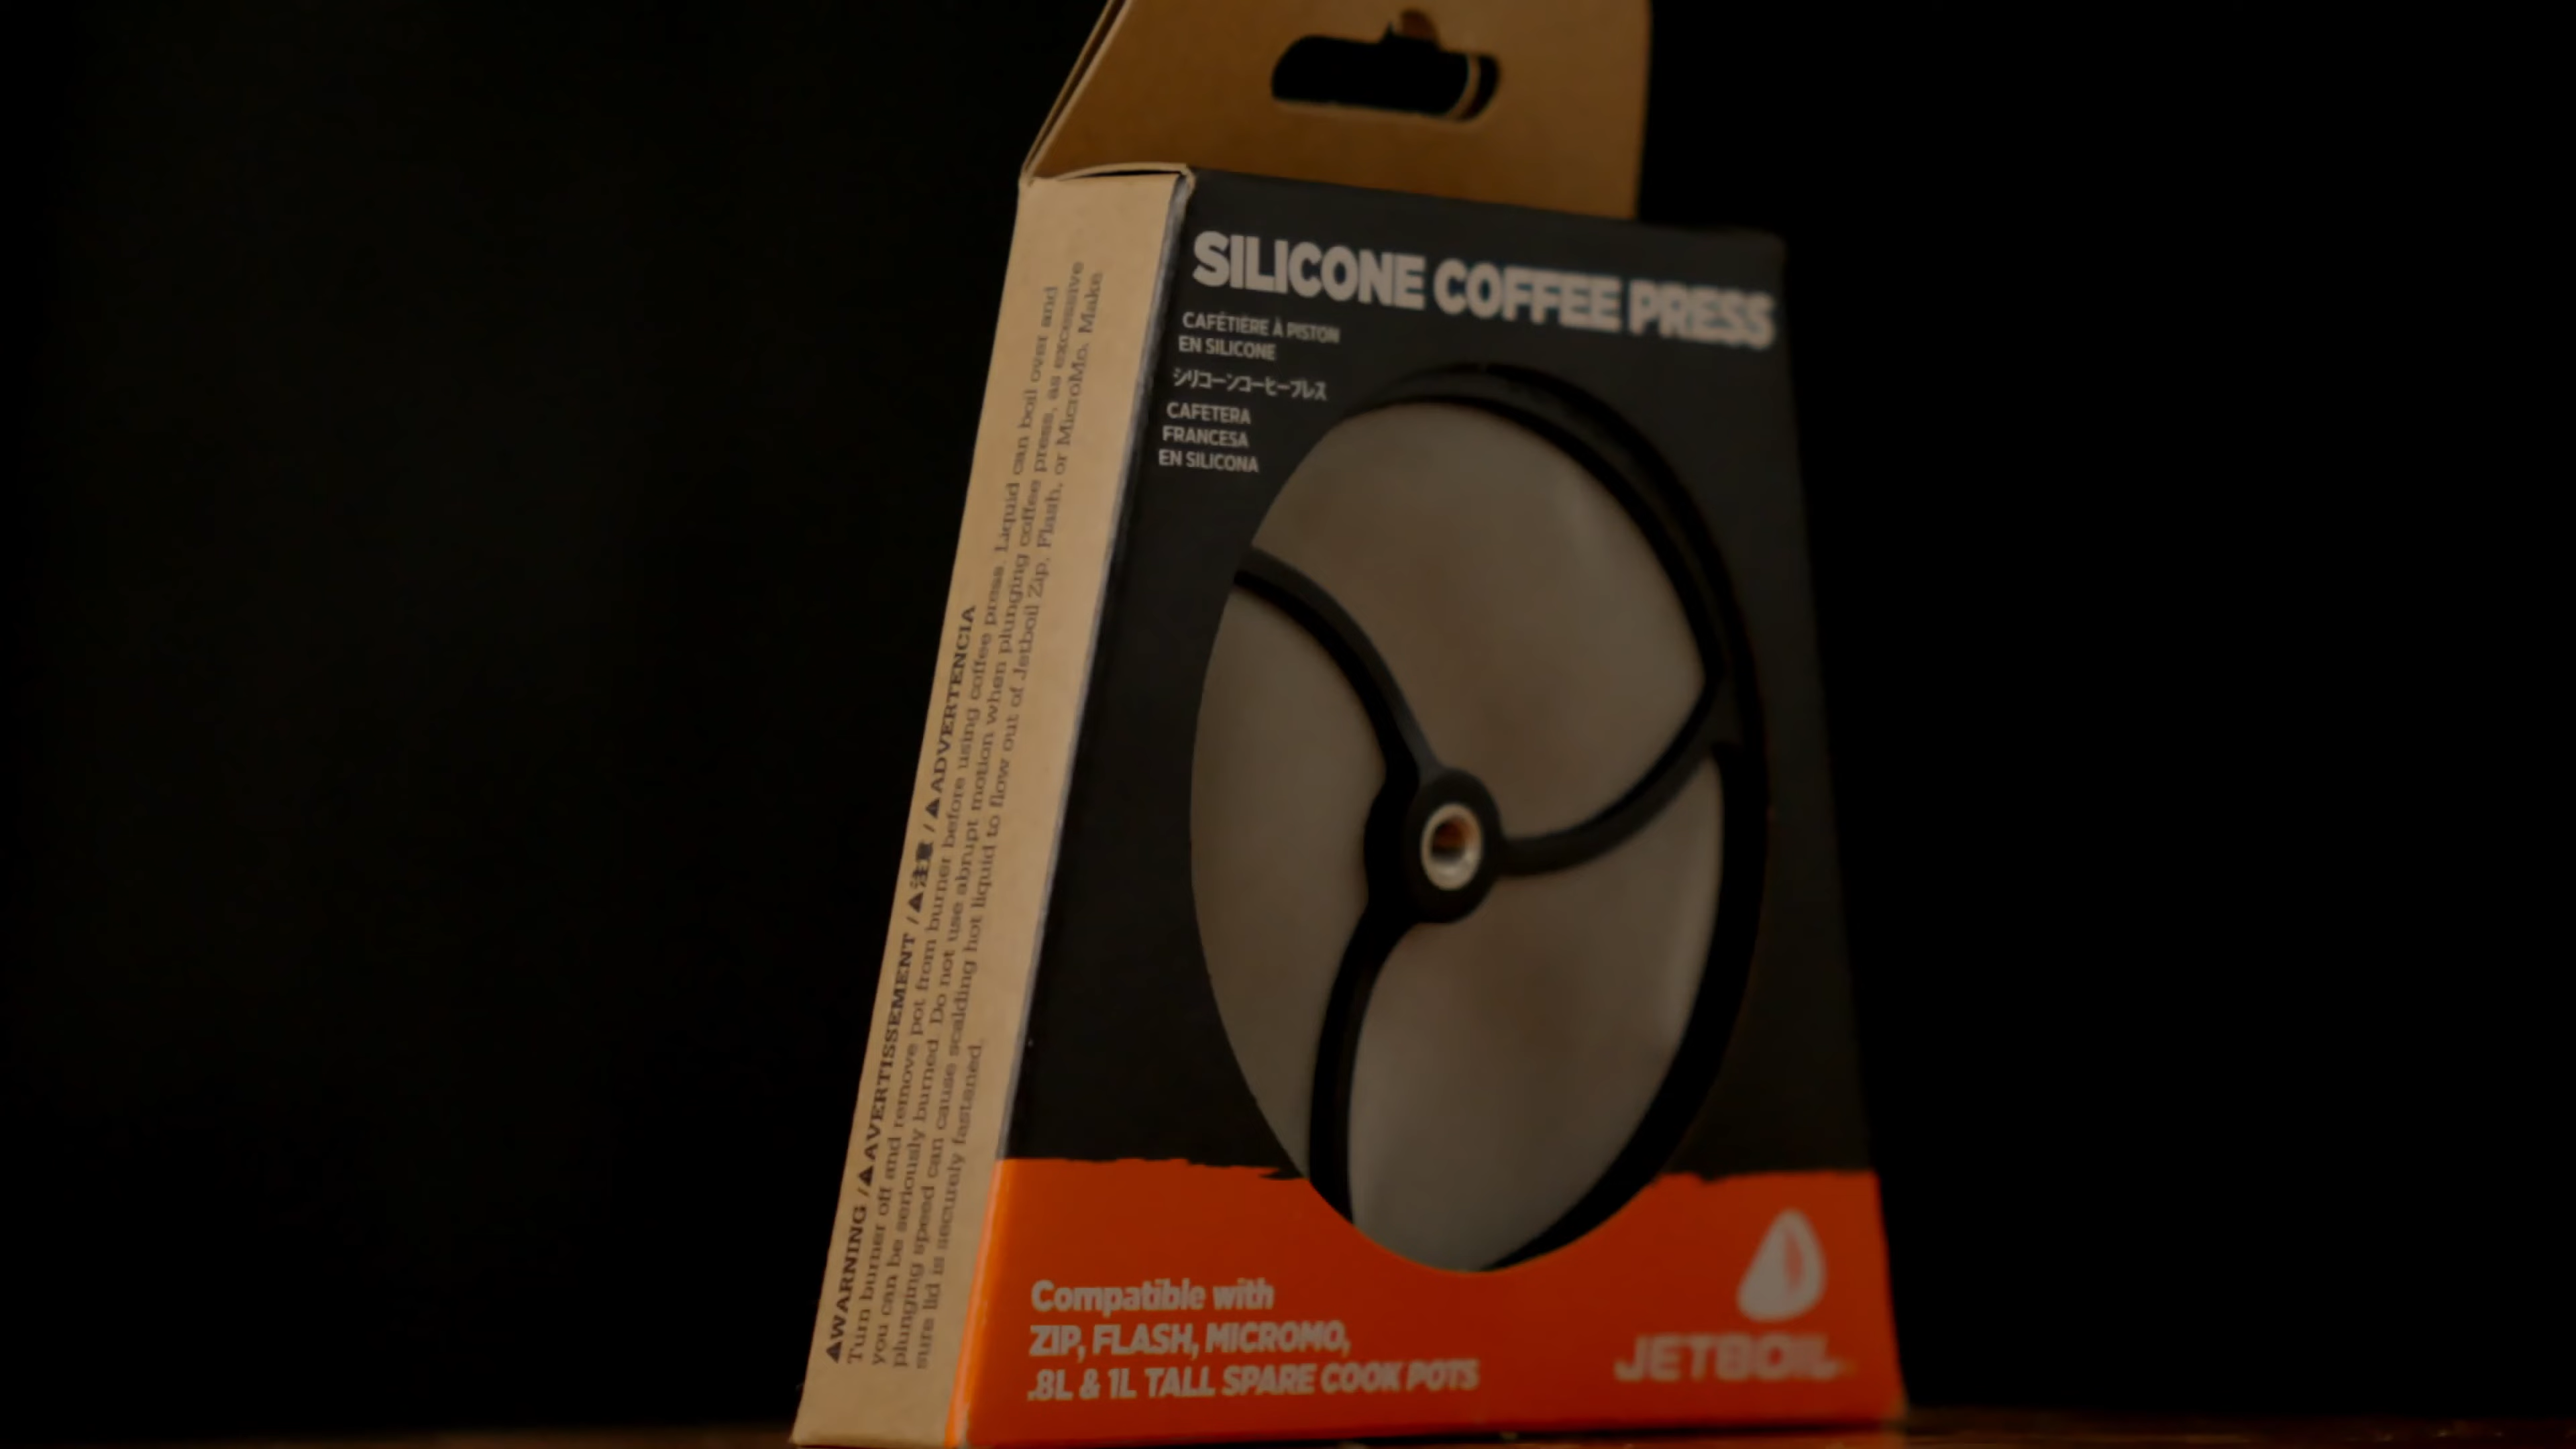 SILICONE COFFEE PRESS
CAFÉTIÈRE À PISTON
EN SILICONE
シリコーンコーヒープレス
CAFETERA
FRANCESA
EN SILICONA
Compatible with
ZIP, FLASH, MICROMO,
.8L & 1L TALL SPARE COOK POTS
JETBOIL
⚠WARNING /⚠AVERTISSEMENT /⚠注意 /⚠ADVERTENCIA
Turn burner off and remove pot from burner before using coffee press. Liquid can boil over and
you can be seriously burned. Do not use abrupt motion when plunging coffee press, as excessive
plunging speed can cause scalding hot liquid to flow out of Jetboil Zip, Flash, or MicroMo. Make
sure lid is securely fastened.